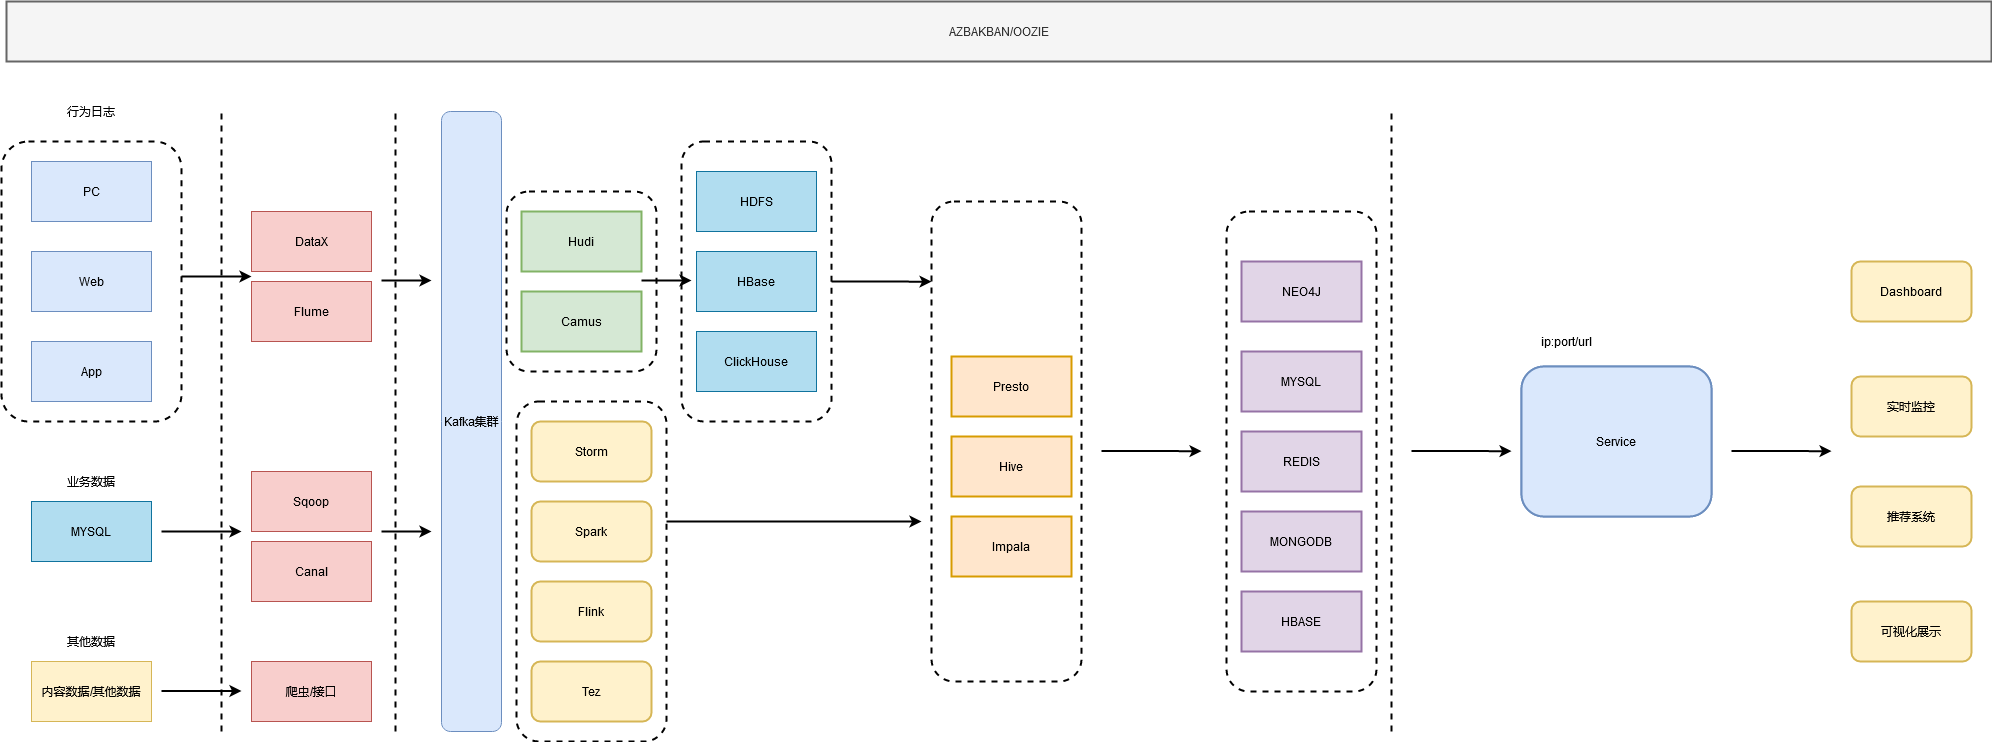 AZBAKBAN/OOZIE
行为日志
PC
Web
App
业务数据
MYSQL
其他数据
内容数据/其他数据
DataX
Flume
Sqoop
Canal
爬虫/接口
Kafka集群
Hudi
Camus
Storm
Spark
Flink
Tez
HDFS
HBase
ClickHouse
Presto
Hive
Impala
NEO4J
MYSQL
REDIS
MONGODB
HBASE
ip:port/url
Service
Dashboard
实时监控
推荐系统
可视化展示